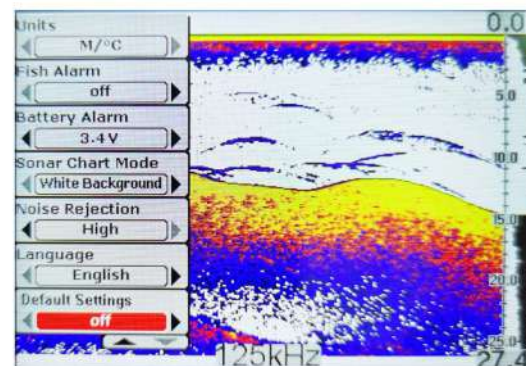 Units
M/°C
Fish Alarm
off
Battery Alarm
3.4V
Sonar Chart Mode
White Background
Noise Rejection
High
Language
English
Default Settings
off
0.0
5.0
10.0
15.0
20.0
25.0
125kHz
27.4